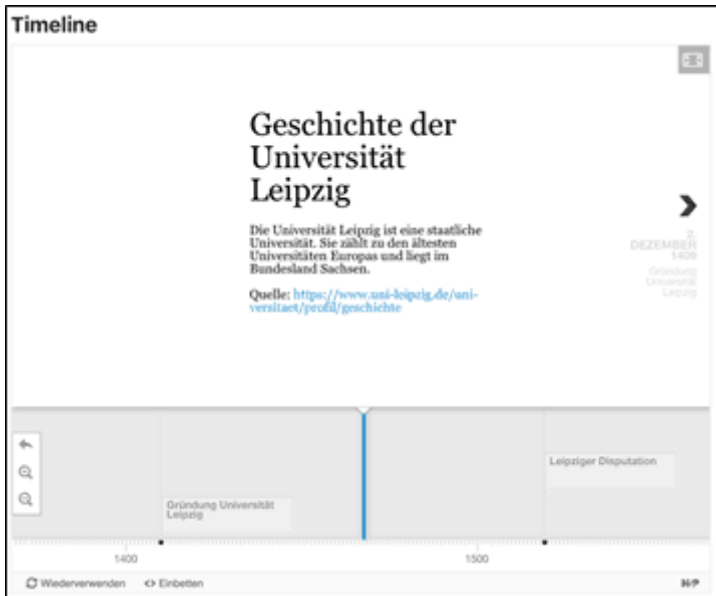 Timeline
Geschichte der
Universität
Leipzig
Die Universität Leipzig ist eine staatliche
Universität. Sie zählt zu den ältesten
Universitäten Europas und liegt im
Bundesland Sachsen.
Quelle: https://www.uni-leipzig.de/uni-
versitaet/profil/geschichte
2.
DEZEMBER
1409
Gründung
Universität
Leipzig
Leipziger Disputation
Gründung Universität
Leipzig
1400
1500
Wiederverwenden
Einbetten
H5P